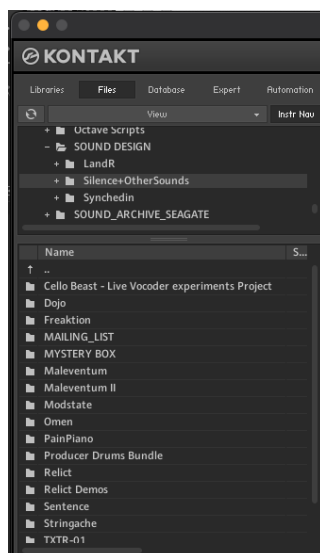 KONTAKT
Libraries Files Database Expert Automation
View Instr Nav
+ Octave Scripts
- SOUND DESIGN
+ LandR
+ Silence+OtherSounds
+ Synchedin
+ SOUND_ARCHIVE_SEAGATE
Name S...
↑ ..
Cello Beast - Live Vocoder experiments Project
Dojo
Freaktion
MAILING_LIST
MYSTERY BOX
Maleventum
Maleventum II
Modstate
Omen
PainPiano
Producer Drums Bundle
Relict
Relict Demos
Sentence
Stringache
TXTR-01